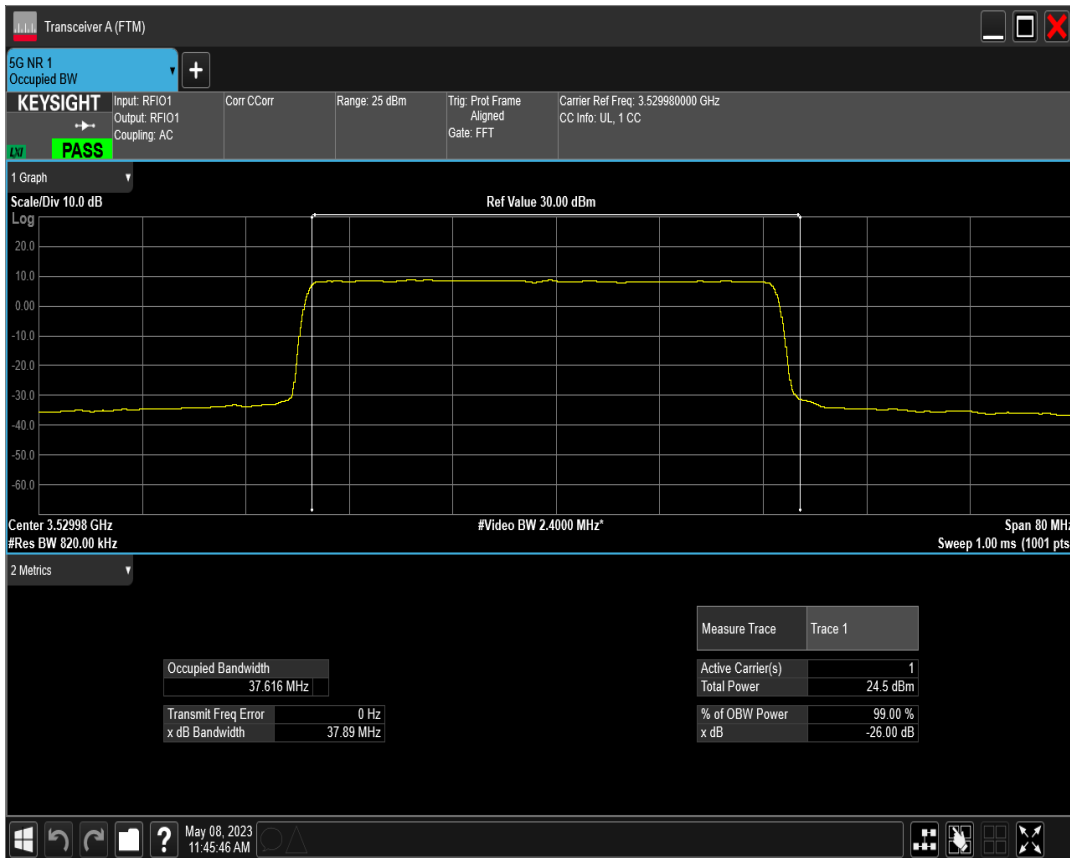 Transceiver A (FTM)
5G NR 1
Occupied BW
+
KEYSIGHT
LXI
PASS
Input: RFIO1
Output: RFIO1
Coupling: AC
Corr CCorr
Range: 25 dBm
Trig: Prot Frame
Aligned
Gate: FFT
Carrier Ref Freq: 3.529980000 GHz
CC Info: UL, 1 CC
1 Graph
Scale/Div 10.0 dB
Ref Value 30.00 dBm
Log
20.0
10.0
0.00
-10.0
-20.0
-30.0
-40.0
-50.0
-60.0
Center 3.52998 GHz
#Video BW 2.4000 MHz*
Span 80 MHz
#Res BW 820.00 kHz
Sweep 1.00 ms (1001 pts
2 Metrics
Measure Trace
Trace 1
Occupied Bandwidth
37.616 MHz
Active Carrier(s)
1
Total Power
24.5 dBm
Transmit Freq Error
0 Hz
x dB Bandwidth
37.89 MHz
% of OBW Power
99.00 %
x dB
-26.00 dB
?
May 08, 2023
11:45:46 AM